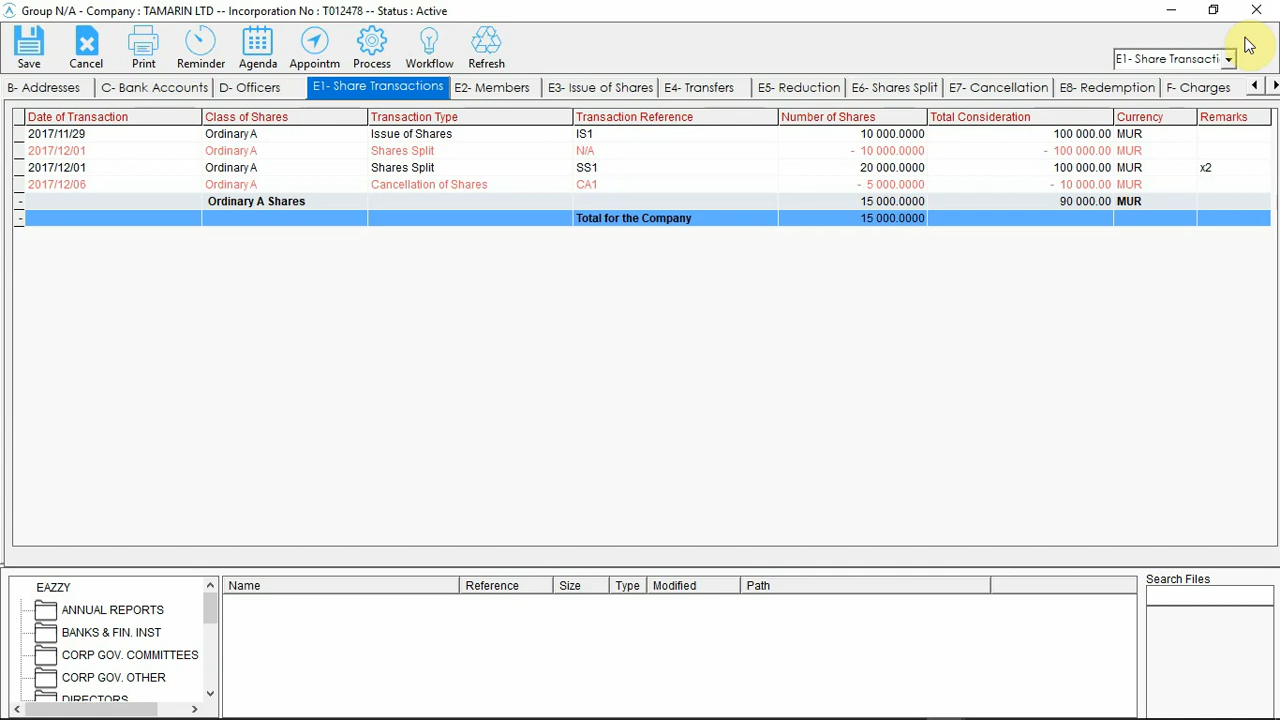 Group N/A - Company : TAMARIN LTD -- Incorporation No : T012478 -- Status : Active
Save Cancel Print Reminder Agenda Appointm Process Workflow Refresh
E1- Share Transacti
B- Addresses C- Bank Accounts D- Officers E1- Share Transactions E2- Members E3- Issue of Shares E4- Transfers E5- Reduction E6- Shares Split E7- Cancellation E8- Redemption F- Charges
Date of Transaction Class of Shares Transaction Type Transaction Reference Number of Shares Total Consideration Currency Remarks
2017/11/29 Ordinary A Issue of Shares IS1 10 000.0000 100 000.00 MUR
2017/12/01 Ordinary A Shares Split N/A - 10 000.0000 - 100 000.00 MUR
2017/12/01 Ordinary A Shares Split SS1 20 000.0000 100 000.00 MUR x2
2017/12/06 Ordinary A Cancellation of Shares CA1 - 5 000.0000 - 10 000.00 MUR
- Ordinary A Shares 15 000.0000 90 000.00 MUR
- Total for the Company 15 000.0000
EAZZY
ANNUAL REPORTS
BANKS & FIN. INST
CORP GOV. COMMITTEES
CORP GOV. OTHER
DIRECTORS
Name Reference Size Type Modified Path
Search Files